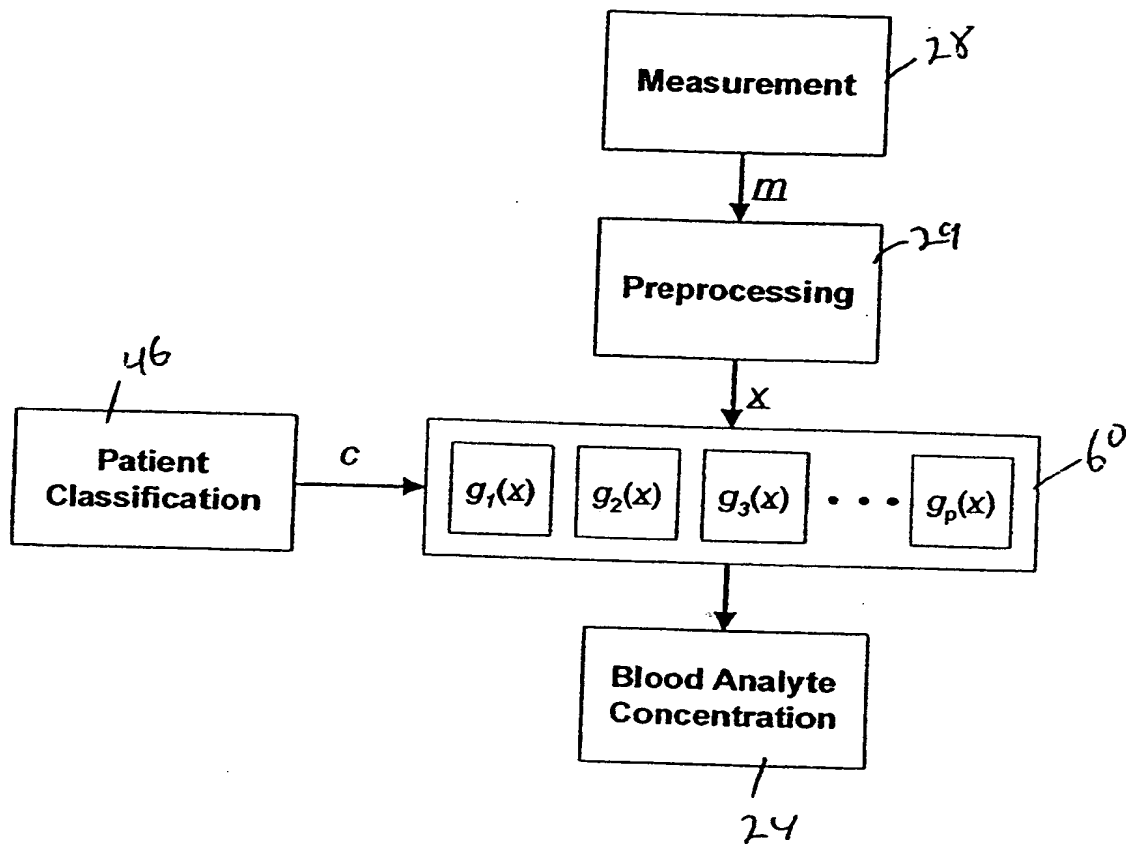 Measurement
28
m
Preprocessing
29
x
46
Patient
Classification
c
g₁(x) g₂(x) g₃(x) • • • gₚ(x)
60
Blood Analyte
Concentration
24